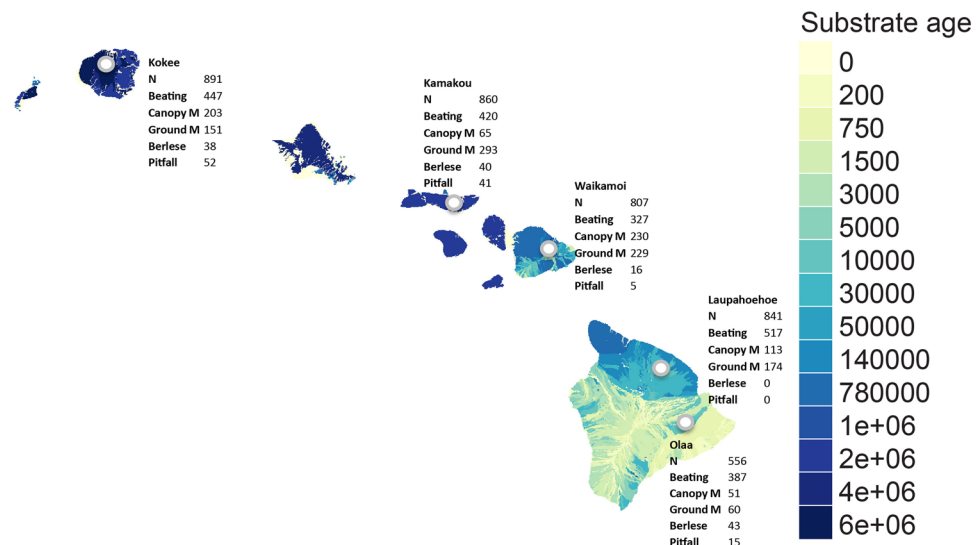 Substrate age
0
200
750
1500
3000
5000
10000
30000
50000
140000
780000
1e+06
2e+06
4e+06
6e+06
Kokee
N 891
Beating 447
Canopy M 203
Ground M 151
Berlese 38
Pitfall 52
Kamakou
N 860
Beating 420
Canopy M 65
Ground M 293
Berlese 40
Pitfall 41
Waikamoi
N 807
Beating 327
Canopy M 230
Ground M 229
Berlese 16
Pitfall 5
Laupahoehoe
N 841
Beating 517
Canopy M 113
Ground M 174
Berlese 0
Pitfall 0
Olaa
N 556
Beating 387
Canopy M 51
Ground M 60
Berlese 43
Pitfall 15